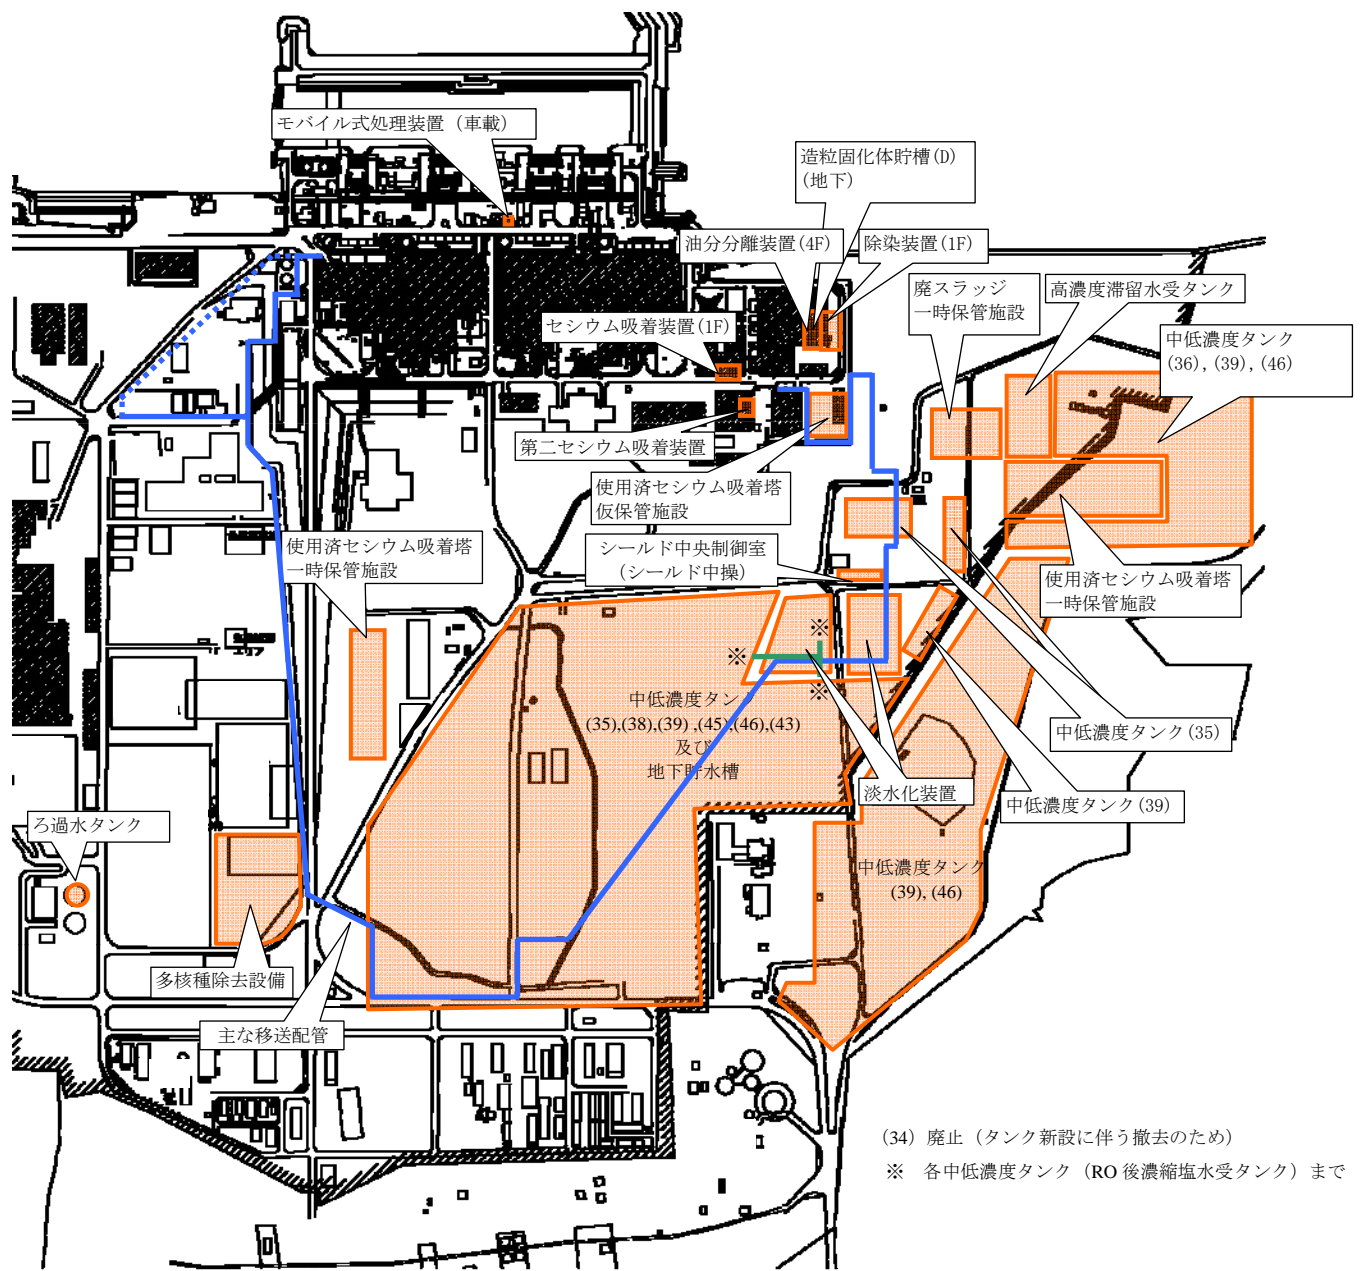 モバイル式処理装置（車載）
造粒固化体貯槽(D)
(地下)
油分分離装置(4F)
除染装置(1F)
廃スラッジ
一時保管施設
高濃度滞留水受タンク
中低濃度タンク
(36), (39), (46)
セシウム吸着装置(1F)
第二セシウム吸着装置
使用済セシウム吸着塔
仮保管施設
使用済セシウム吸着塔
一時保管施設
シールド中央制御室
（シールド中操）
使用済セシウム吸着塔
一時保管施設
エリア
※
※
※
中低濃度タンク
(35),(38),(39) ,(45),(46),(43)
及び
地下貯水槽
中低濃度タンク(35)
淡水化装置
中低濃度タンク(39)
ろ過水タンク
中低濃度タンク
(39), (46)
多核種除去設備
主な移送配管
(34) 廃止（タンク新設に伴う撤去のため）
※ 各中低濃度タンク（RO 後濃縮塩水受タンク）まで